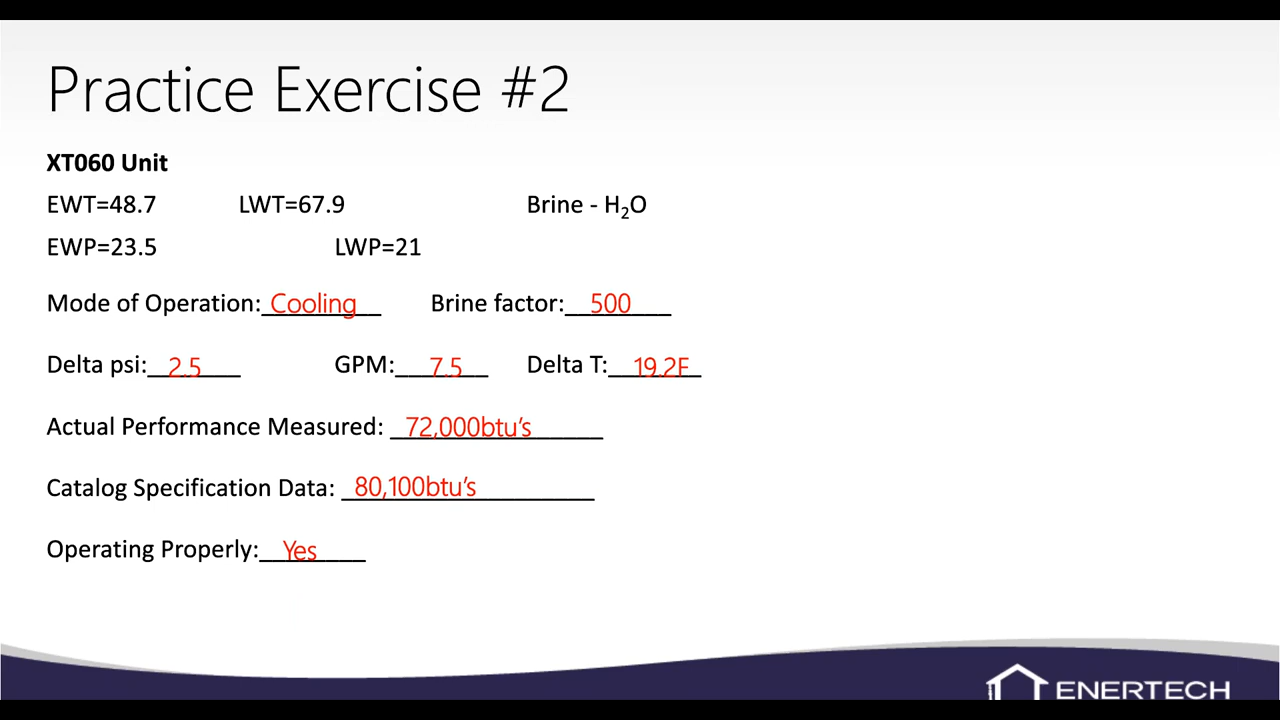 Practice Exercise #2
XT060 Unit
EWT=48.7 LWT=67.9 Brine - H₂O
EWP=23.5 LWP=21
Mode of Operation: Cooling Brine factor: 500
Delta psi: 2.5 GPM: 7.5 Delta T: 19.2F
Actual Performance Measured: 72,000btu's
Catalog Specification Data: 80,100btu's
Operating Properly: Yes
ENERTECH